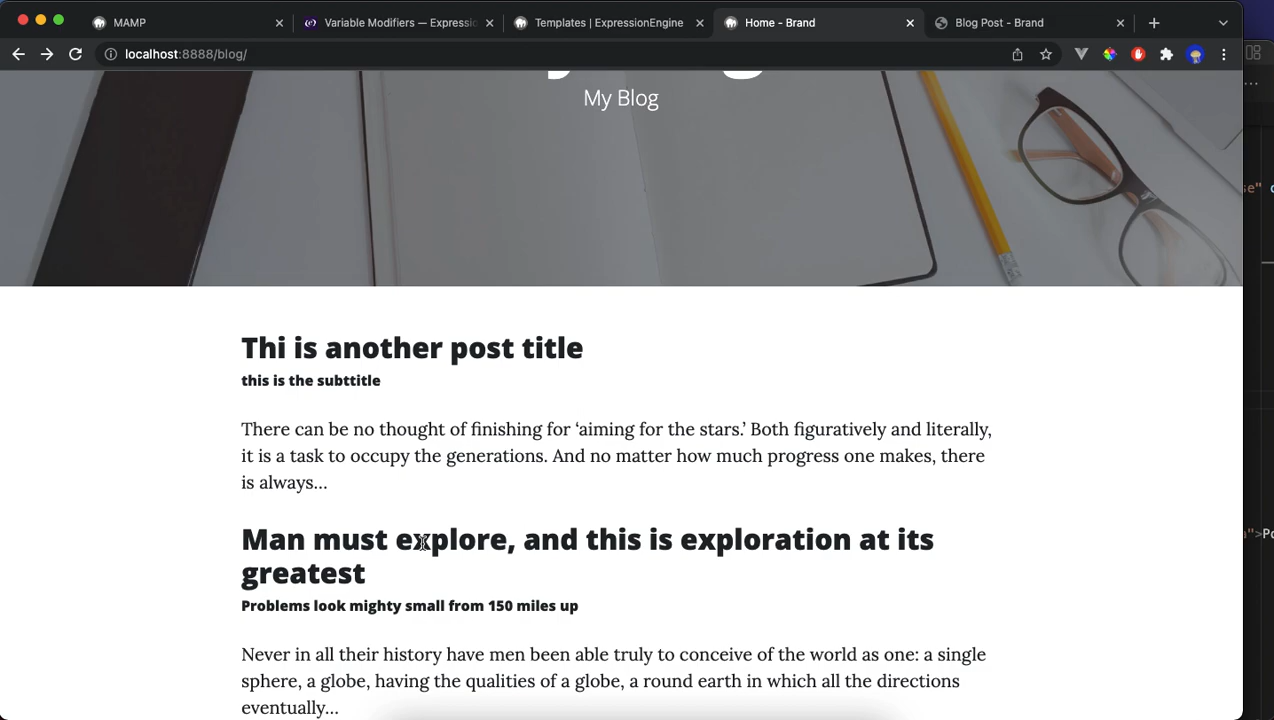 MAMP
Variable Modifiers — Expressio
Templates | ExpressionEngine
Home - Brand
Blog Post - Brand
localhost:8888/blog/
My Blog
Thi is another post title
this is the subttitle
There can be no thought of finishing for ‘aiming for the stars.’ Both figuratively and literally,
it is a task to occupy the generations. And no matter how much progress one makes, there
is always…
Man must explore, and this is exploration at its
greatest
Problems look mighty small from 150 miles up
Never in all their history have men been able truly to conceive of the world as one: a single
sphere, a globe, having the qualities of a globe, a round earth in which all the directions
eventually…